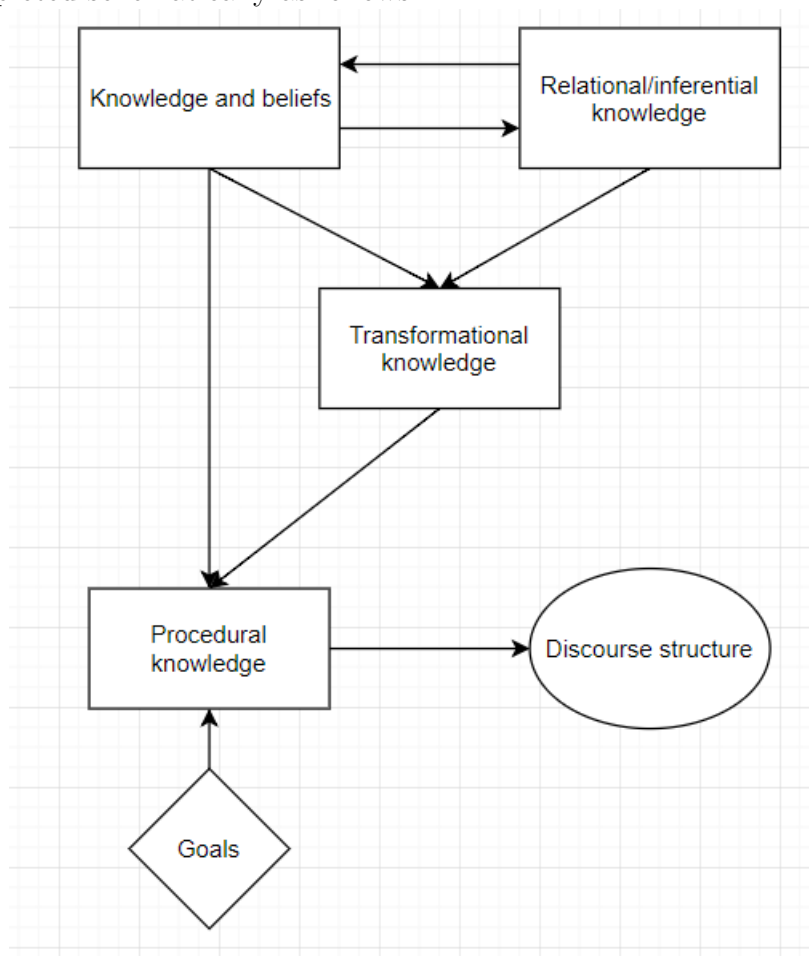 Knowledge and beliefs
Relational/inferential
knowledge
Transformational
knowledge
Procedural
knowledge
Discourse structure
Goals